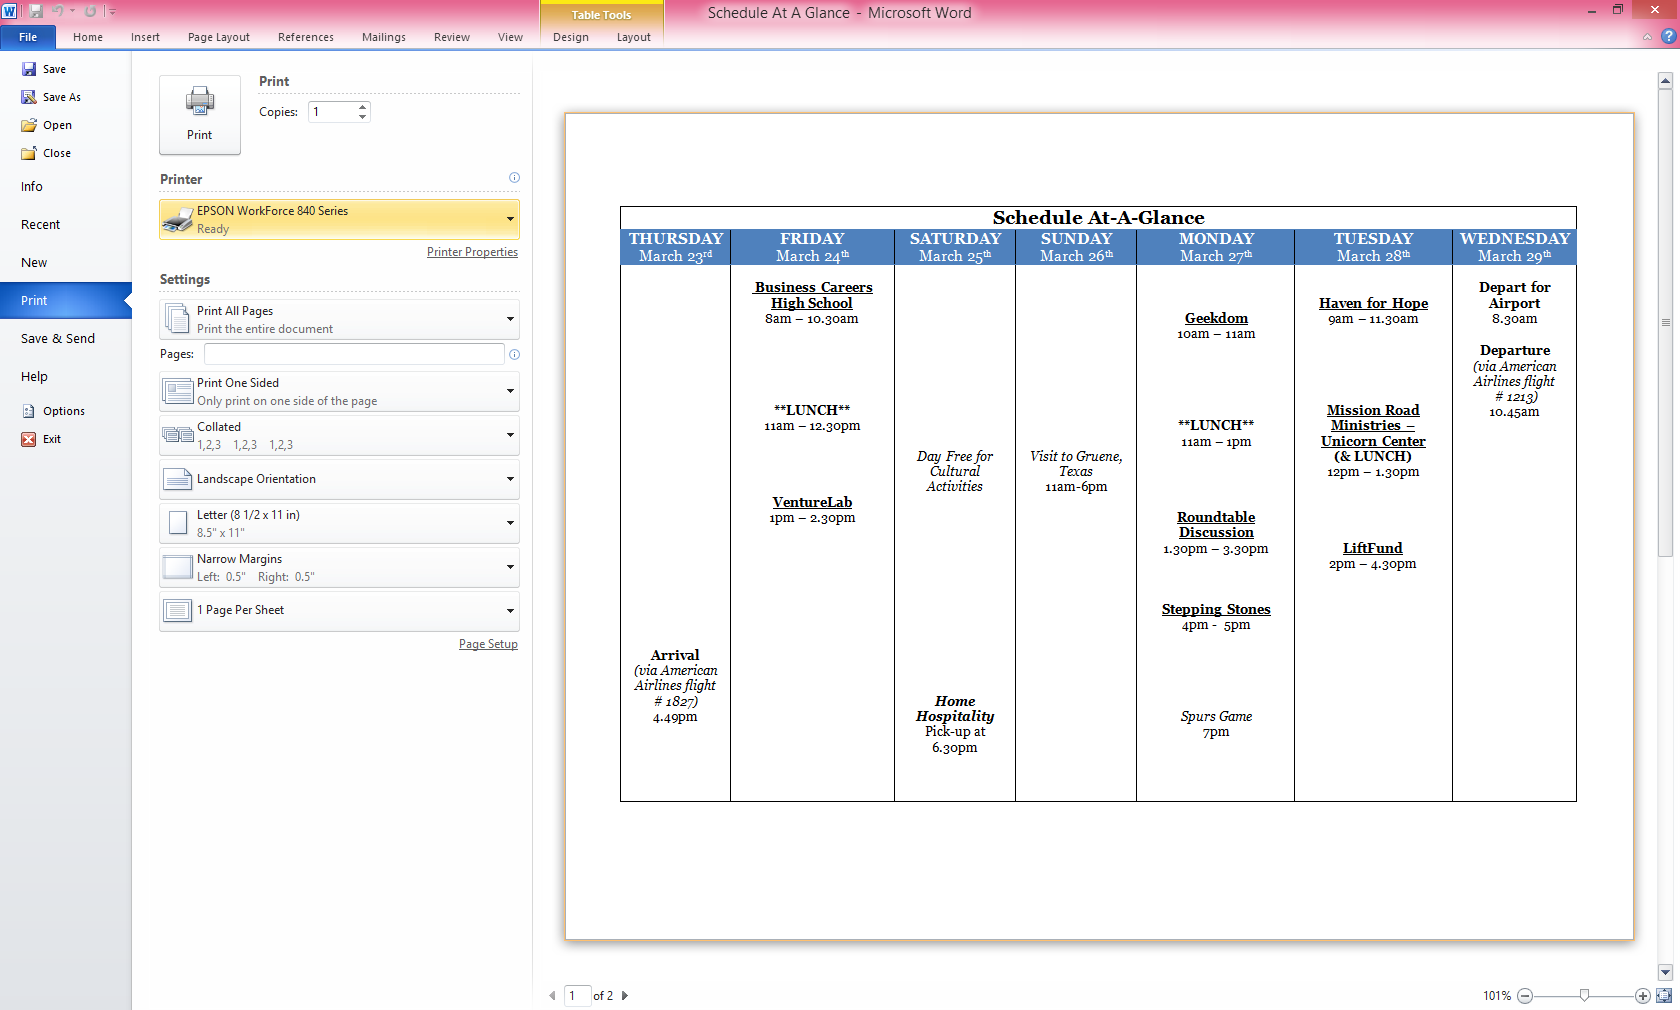 Schedule At A Glance - Microsoft Word
Table Tools
File Home Insert Page Layout References Mailings Review View Design Layout
Save
Save As
Open
Close
Info
Recent
New
Print
Save & Send
Help
Options
Exit
Print
Print
Copies: 1
Printer
EPSON WorkForce 840 Series
Ready
Printer Properties
Settings
Print All Pages
Print the entire document
Pages:
Print One Sided
Only print on one side of the page
Collated
1,2,3 1,2,3 1,2,3
Landscape Orientation
Letter (8 1/2 x 11 in)
8.5" x 11"
Narrow Margins
Left: 0.5" Right: 0.5"
1 Page Per Sheet
Page Setup
Schedule At-A-Glance
THURSDAY
March 23rd
Arrival
(via American
Airlines flight
# 1827)
4.49pm
FRIDAY
March 24th
Business Careers
High School
8am – 10.30am
**LUNCH**
11am – 12.30pm
VentureLab
1pm – 2.30pm
SATURDAY
March 25th
Day Free for
Cultural
Activities
Home
Hospitality
Pick-up at
6.30pm
SUNDAY
March 26th
Visit to Gruene,
Texas
11am-6pm
MONDAY
March 27th
Geekdom
10am – 11am
**LUNCH**
11am – 1pm
Roundtable
Discussion
1.30pm – 3.30pm
Stepping Stones
4pm - 5pm
Spurs Game
7pm
TUESDAY
March 28th
Haven for Hope
9am – 11.30am
Mission Road
Ministries –
Unicorn Center
(& LUNCH)
12pm – 1.30pm
LiftFund
2pm – 4.30pm
WEDNESDAY
March 29th
Depart for
Airport
8.30am
Departure
(via American
Airlines flight
# 1213)
10.45am
1 of 2
101%